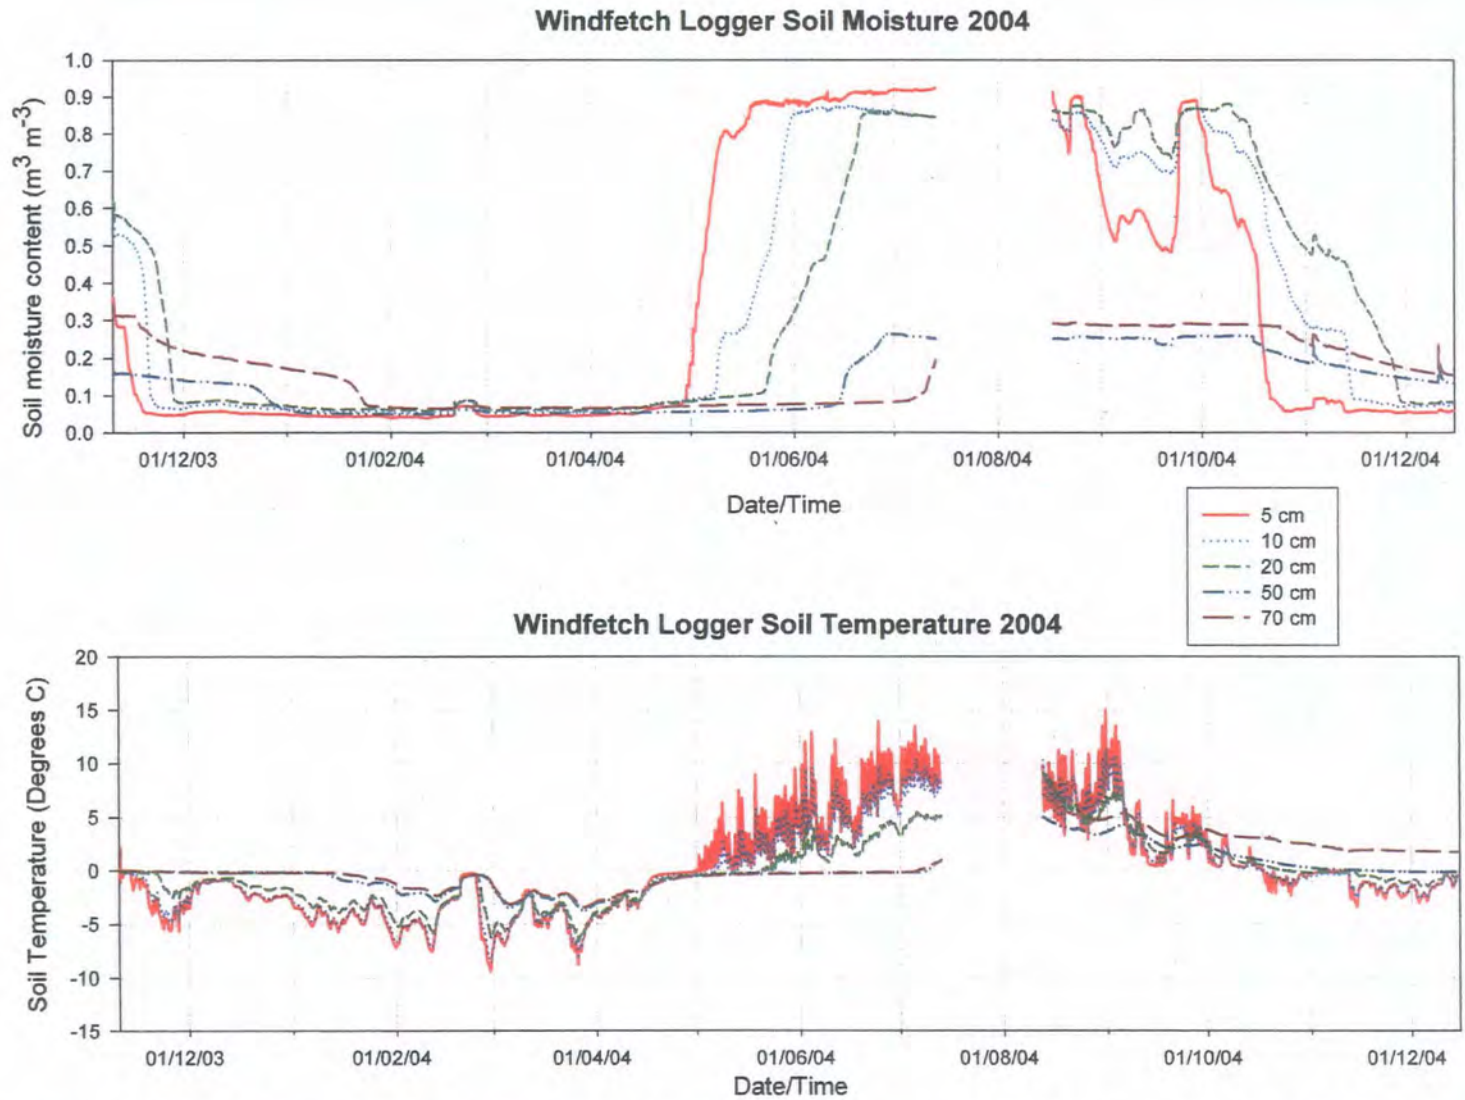 Windfetch Logger Soil Moisture 2004
Soil moisture content (m³ m⁻³)
1.0
0.9
0.8
0.7
0.6
0.5
0.4
0.3
0.2
0.1
0.0
01/12/03 01/02/04 01/04/04 01/06/04 01/08/04 01/10/04 01/12/04
Date/Time
5 cm
10 cm
20 cm
50 cm
70 cm
Windfetch Logger Soil Temperature 2004
Soil Temperature (Degrees C)
20
15
10
5
0
-5
-10
-15
01/12/03 01/02/04 01/04/04 01/06/04 01/08/04 01/10/04 01/12/04
Date/Time